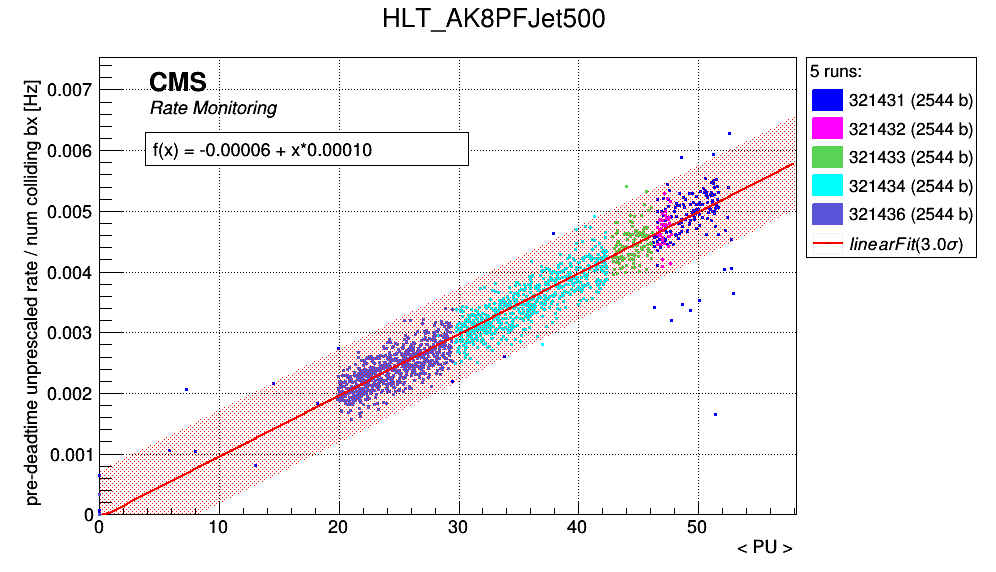 HLT_AK8PFJet500
pre-deadtime unprescaled rate / num colliding bx [Hz]
0.007
0.006
0.005
0.004
0.003
0.002
0.001
0
CMS
Rate Monitoring
f(x) = -0.00006 + x*0.00010
0 10 20 30 40 50
< PU >
5 runs:
321431 (2544 b)
321432 (2544 b)
321433 (2544 b)
321434 (2544 b)
321436 (2544 b)
linearFit(3.0σ)